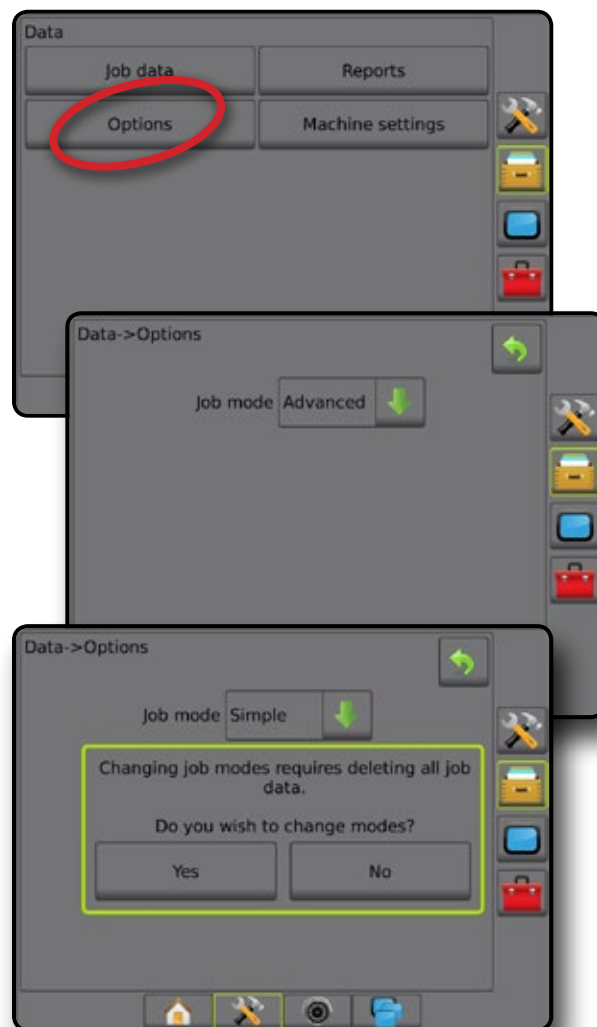 Data
Job data Reports
Options Machine settings
Data->Options
Job mode Advanced
Data->Options
Job mode Simple
Changing job modes requires deleting all job
data.
Do you wish to change modes?
Yes No